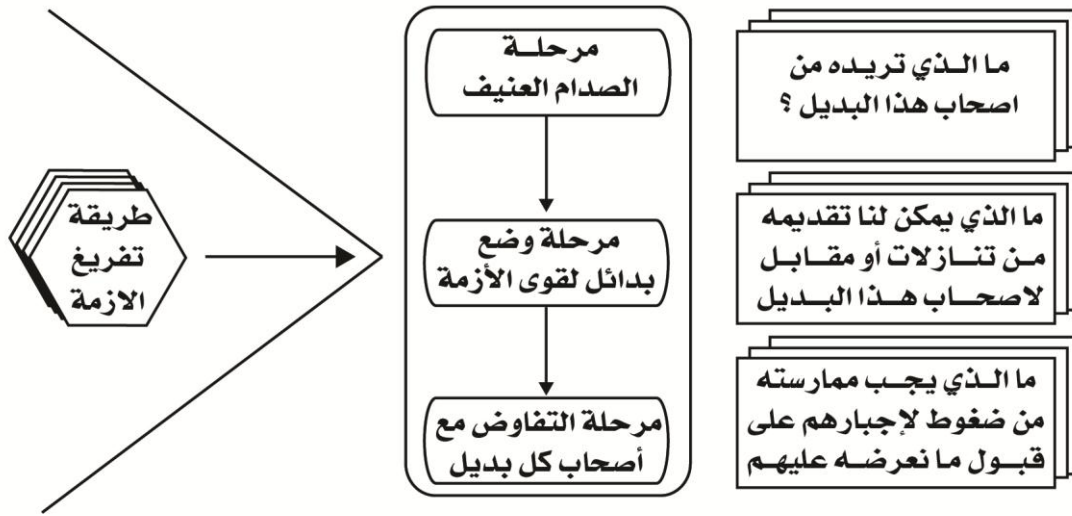 ما الذي تريده من
اصحاب هذا البديل ؟
ما الذي يمكن لنا تقديمه
من تنازلات أو مقابل
لاصحاب هذا البديل
ما الذي يجب ممارسته
من ضغوط لإجبارهم على
قبول ما نعرضه عليهم
مرحلة
الصدام العنيف
مرحلة وضع
بدائل لقوى الأزمة
مرحلة التفاوض مع
أصحاب كل بديل
طريقة
تفريغ
الازمة